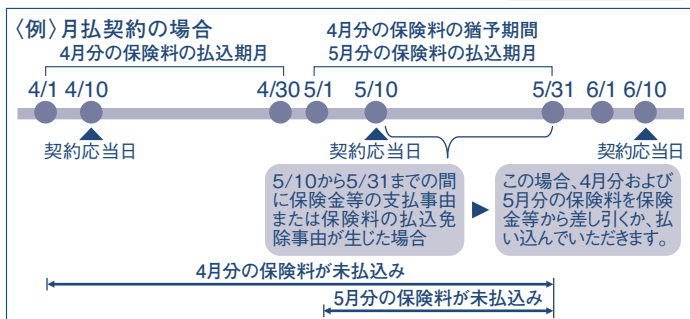 〈例〉月払契約の場合
4月分の保険料の払込期月
4月分の保険料の猶予期間
5月分の保険料の払込期月
4/1 4/10 4/30 5/1 5/10 5/31 6/1 6/10
契約応当日 契約応当日 契約応当日
5/10から5/31までの間
に保険金等の支払事由
または保険料の払込免
除事由が生じた場合
この場合、4月分および
5月分の保険料を保険
金等から差し引くか、払
い込んでいただきます。
4月分の保険料が未払込み
5月分の保険料が未払込み